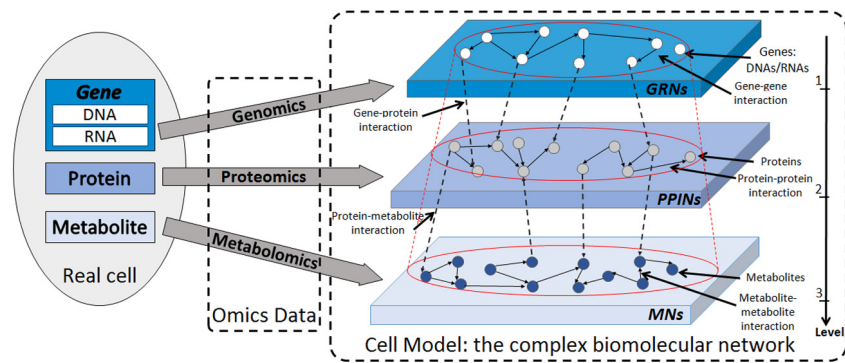 Gene
DNA
RNA
Protein
Metabolite
Real cell
Genomics
Proteomics
Metabolomics
Omics Data
GRNs
Genes:
DNAs/RNAs
Gene-gene
interaction
1
Gene-protein
interaction
Proteins
Protein-protein
interaction
PPINs
2
Protein-metabolite
interaction
Metabolites
Metabolite-
metabolite
interaction
MNs
3
Level
Cell Model: the complex biomolecular network